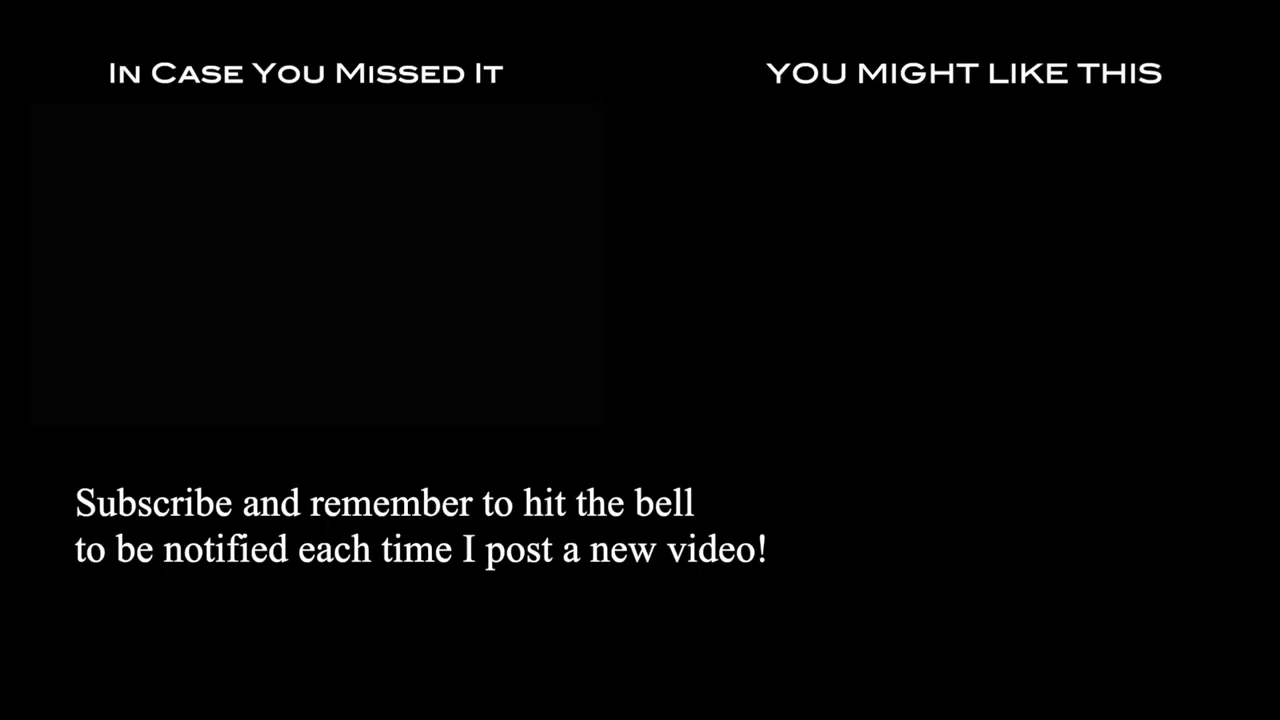 In Case You Missed It
YOU MIGHT LIKE THIS
Subscribe and remember to hit the bell
to be notified each time I post a new video!